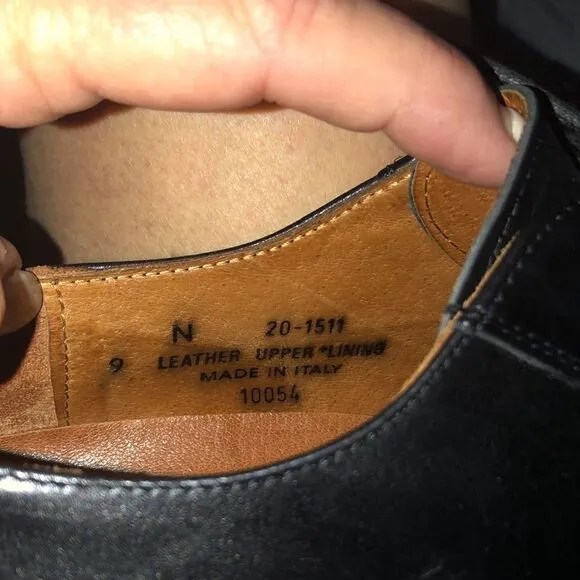 N 20-1511
9 LEATHER UPPER *LINING
MADE IN ITALY
10054